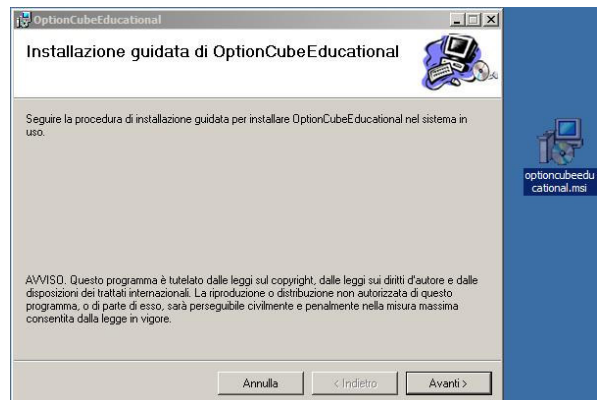 OptionCubeEducational
Installazione guidata di OptionCubeEducational
Seguire la procedura di installazione guidata per installare OptionCubeEducational nel sistema in
uso.
optioncubeedu
cational.msi
AVVISO. Questo programma è tutelato dalle leggi sul copyright, dalle leggi sui diritti d'autore e dalle
disposizioni dei trattati internazionali. La riproduzione o distribuzione non autorizzata di questo
programma, o di parte di esso, sarà perseguibile civilmente e penalmente nella misura massima
consentita dalla legge in vigore.
Annulla
< Indietro
Avanti >